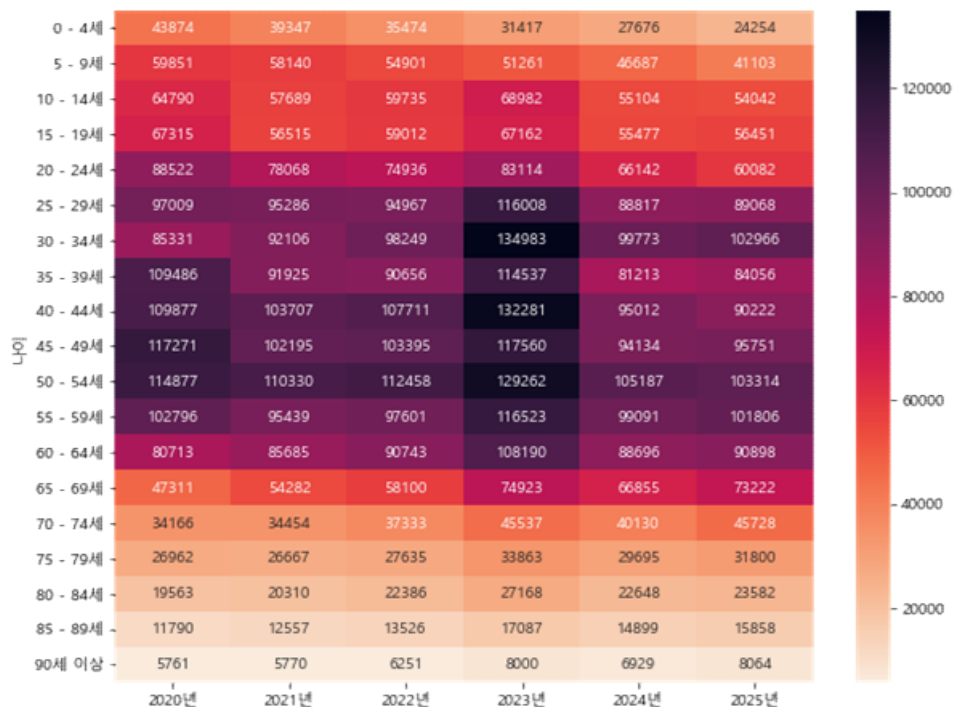 0 - 4세 43874 39347 35474 31417 27676 24254
5 - 9세 59851 58140 54901 51261 46687 41103
120000
10 - 14세 64790 57689 59735 68982 55104 54042
15 - 19세 67315 56515 59012 67162 55477 56451
20 - 24세 88522 78068 74936 83114 66142 60082
100000
25 - 29세 97009 95286 94967 116008 88817 89068
30 - 34세 85331 92106 98249 134983 99773 102966
35 - 39세 109486 91925 90656 114537 81213 84056
80000
40 - 44세 109877 103707 107711 132281 95012 90222
나이
45 - 49세 117271 102195 103395 117560 94134 95751
50 - 54세 114877 110330 112458 129262 105187 103314
60000
55 - 59세 102796 95439 97601 116523 99091 101806
60 - 64세 80713 85685 90743 108190 88696 90898
65 - 69세 47311 54282 58100 74923 66855 73222
40000
70 - 74세 34166 34454 37333 45537 40130 45728
75 - 79세 26962 26667 27635 33863 29695 31800
80 - 84세 19563 20310 22386 27168 22648 23582
20000
85 - 89세 11790 12557 13526 17087 14899 15858
90세 이상 5761 5770 6251 8000 6929 8064
2020년 2021년 2022년 2023년 2024년 2025년